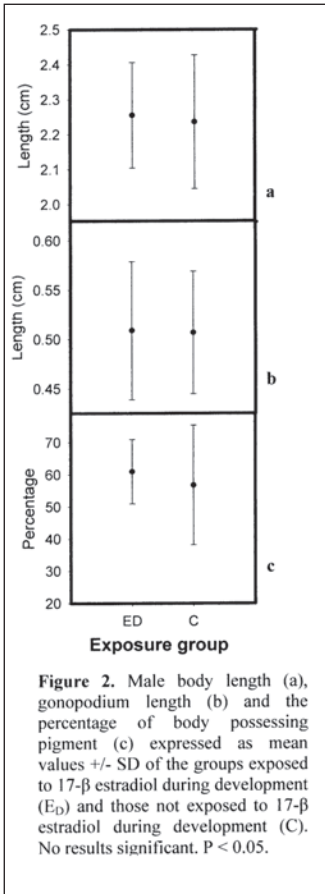 2.5
2.4
2.3
2.2
2.1
2.0
Length (cm)
a
0.60
0.55
0.50
0.45
Length (cm)
b
70
60
50
40
30
20
Percentage
c
ED C
Exposure group
Figure 2. Male body length (a),
gonopodium length (b) and the
percentage of body possessing
pigment (c) expressed as mean
values +/- SD of the groups exposed
to 17-β estradiol during development
(E_D) and those not exposed to 17-β
estradiol during development (C).
No results significant. P < 0.05.